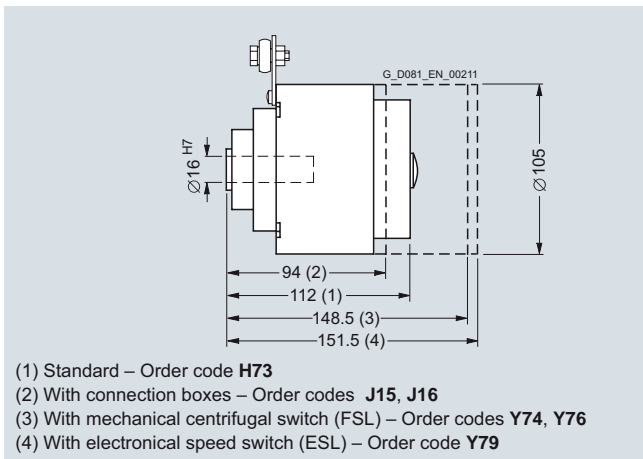 G_D081_EN_00211
∅16 H7
∅105
94 (2)
112 (1)
148.5 (3)
151.5 (4)
(1) Standard – Order code H73
(2) With connection boxes – Order codes J15, J16
(3) With mechanical centrifugal switch (FSL) – Order codes Y74, Y76
(4) With electronical speed switch (ESL) – Order code Y79